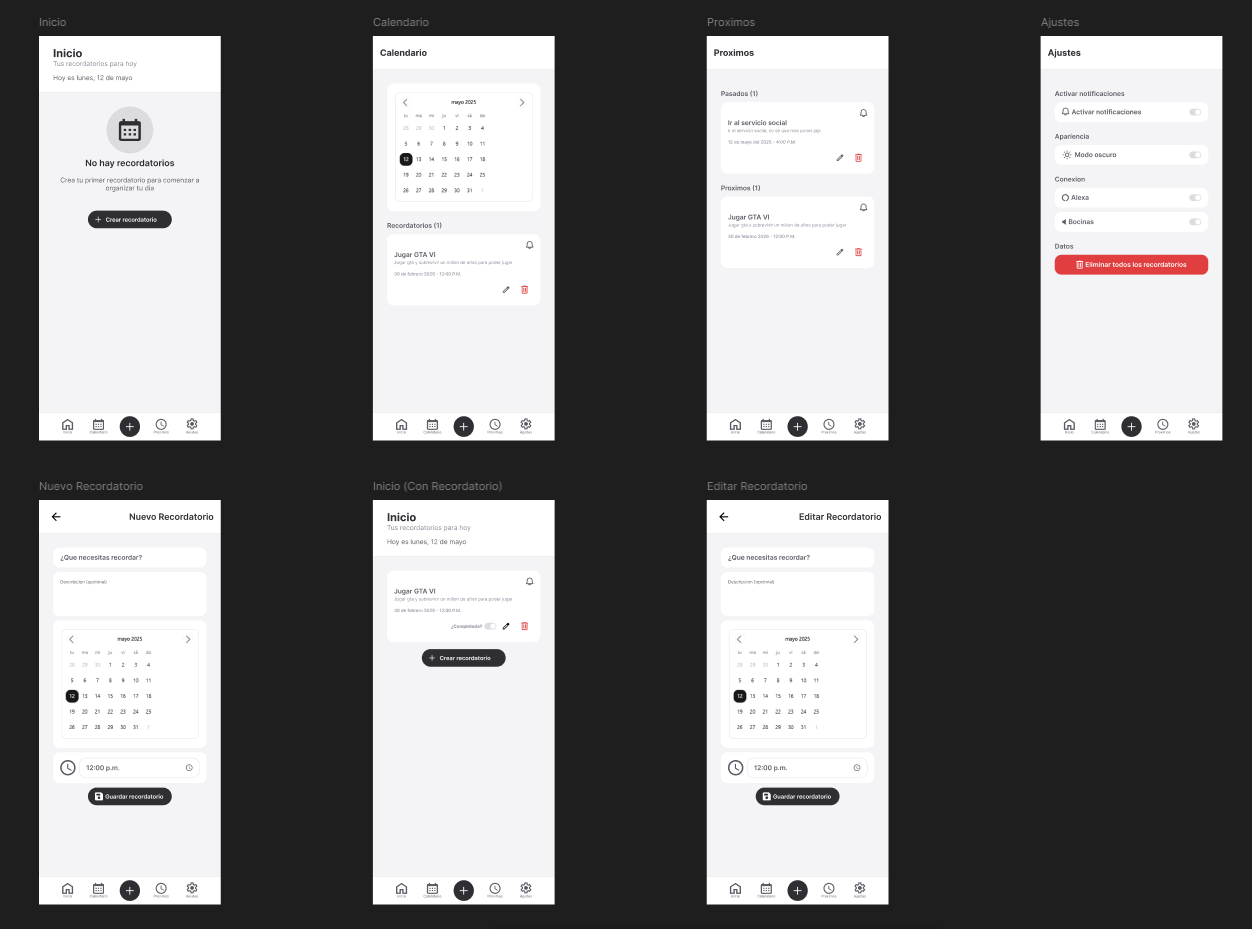 Inicio
Inicio
Tus recordatorios para hoy
Hoy es lunes, 12 de mayo
No hay recordatorios
Crea tu primer recordatorio para comenzar a
organizar tu dia
+ Crear recordatorio
Inicio Calendario + Proximos Ajustes
Calendario
Calendario
mayo 2025
lu ma mi ju vi sá do
28 29 30 1 2 3 4
5 6 7 8 9 10 11
12 13 14 15 16 17 18
19 20 21 22 23 24 25
26 27 28 29 30 31 1
Recordatorios (1)
Jugar GTA VI
Jugar gta y sobrevivir un millon de años para poder jugar
30 de febrero 2026 - 12:00 P.M.
Inicio Calendario + Proximos Ajustes
Proximos
Proximos
Pasados (1)
Ir al servicio social
Ir al servicio social, no se que mas poner jaja
12 de mayo del 2025 - 4:00 P.M.
Proximos (1)
Jugar GTA VI
Jugar gta y sobrevivir un millon de años para poder jugar
30 de febrero 2026 - 12:00 P.M.
Inicio Calendario + Proximos Ajustes
Ajustes
Ajustes
Activar notificaciones
Activar notificaciones
Apariencia
Modo oscuro
Conexion
Alexa
Bocinas
Datos
Eliminar todos los recordatorios
Inicio Calendario + Proximos Ajustes
Nuevo Recordatorio
Nuevo Recordatorio
¿Que necesitas recordar?
Descripcion (opcional)
mayo 2025
lu ma mi ju vi sá do
28 29 30 1 2 3 4
5 6 7 8 9 10 11
12 13 14 15 16 17 18
19 20 21 22 23 24 25
26 27 28 29 30 31 1
12:00 p.m.
Guardar recordatorio
Inicio Calendario + Proximos Ajustes
Inicio (Con Recordatorio)
Inicio
Tus recordatorios para hoy
Hoy es lunes, 12 de mayo
Jugar GTA VI
Jugar gta y sobrevivir un millon de años para poder jugar
30 de febrero 2026 - 12:00 P.M.
¿Completado?
+ Crear recordatorio
Inicio Calendario + Proximos Ajustes
Editar Recordatorio
Editar Recordatorio
¿Que necesitas recordar?
Descripcion (opcional)
mayo 2025
lu ma mi ju vi sá do
28 29 30 1 2 3 4
5 6 7 8 9 10 11
12 13 14 15 16 17 18
19 20 21 22 23 24 25
26 27 28 29 30 31 1
12:00 p.m.
Guardar recordatorio
Inicio Calendario + Proximos Ajustes